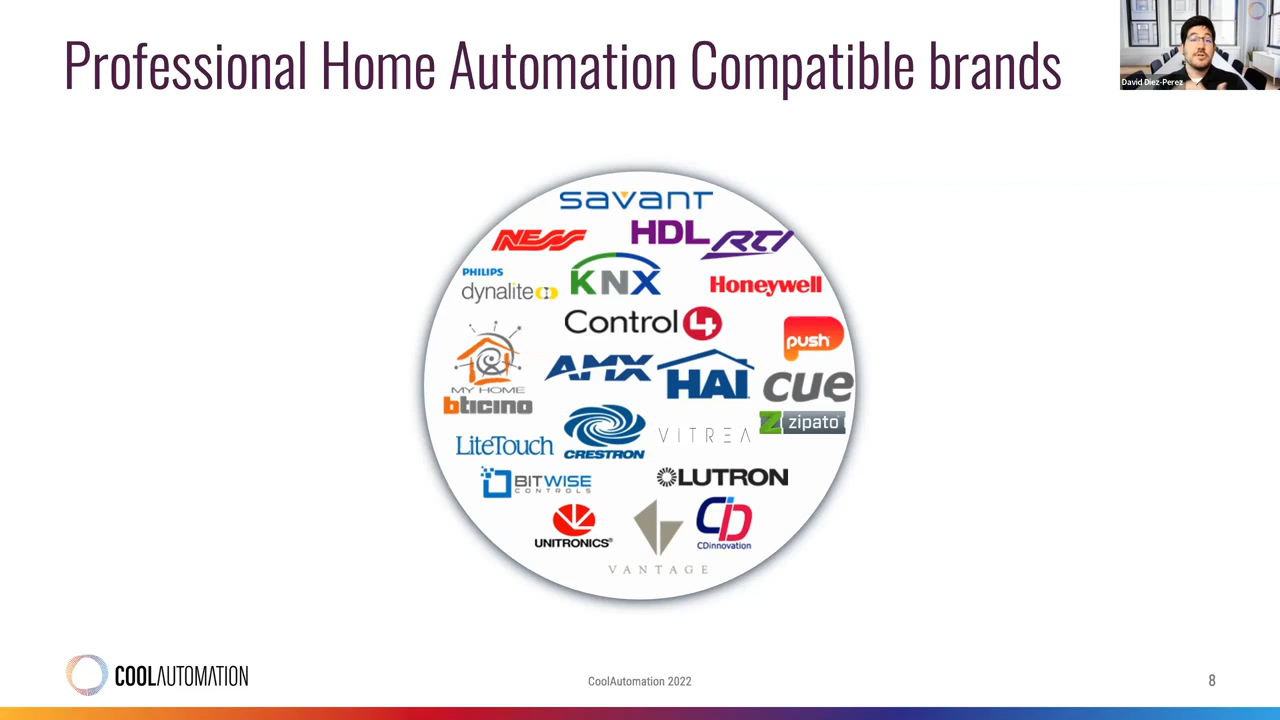 Professional Home Automation Compatible brands
David Diez-Perez
savant
NESS
HDL
RTI
PHILIPS
dynalite
KNX
Honeywell
Control4
push
MY HOME
bticino
AMX
HAI
cue
zipato
LiteTouch
CRESTRON
VITREA
BITWISE
CONTROLS
LUTRON
UNITRONICS®
CD
CDinnovation
VANTAGE
COOLAUTOMATION
CoolAutomation 2022
8